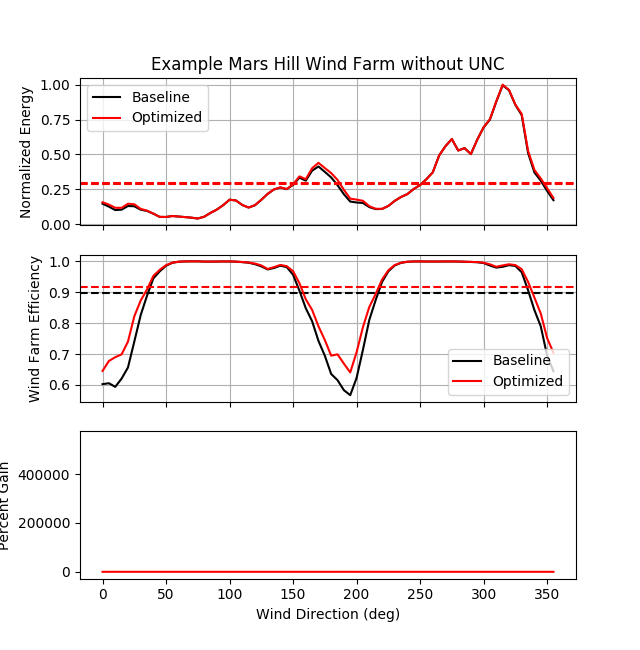 Example Mars Hill Wind Farm without UNC
1.00
0.75
0.50
0.25
0.00
Normalized Energy
Baseline
Optimized
1.0
0.9
0.8
0.7
0.6
Wind Farm Efficiency
Baseline
Optimized
400000
200000
0
Percent Gain
0 50 100 150 200 250 300 350
Wind Direction (deg)